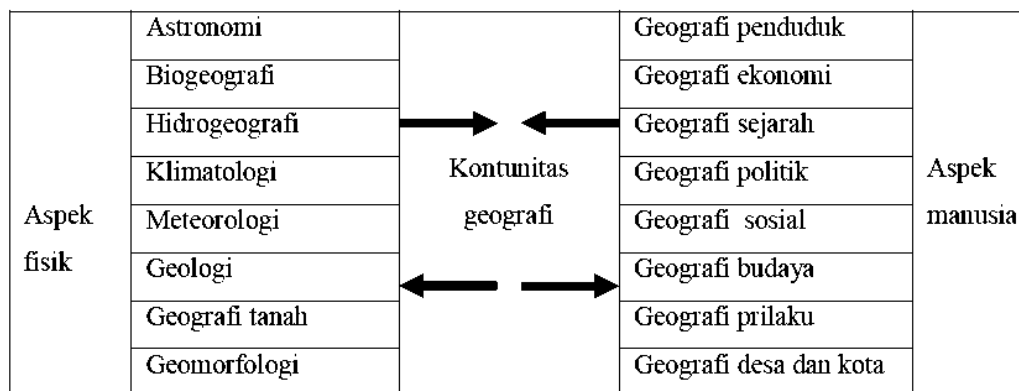 Aspek
fisik
Astronomi
Biogeografi
Hidrogeografi
Klimatologi
Meteorologi
Geologi
Geografi tanah
Geomorfologi
Kontunitas
geografi
Geografi penduduk
Geografi ekonomi
Geografi sejarah
Geografi politik
Geografi sosial
Geografi budaya
Geografi prilaku
Geografi desa dan kota
Aspek
manusia